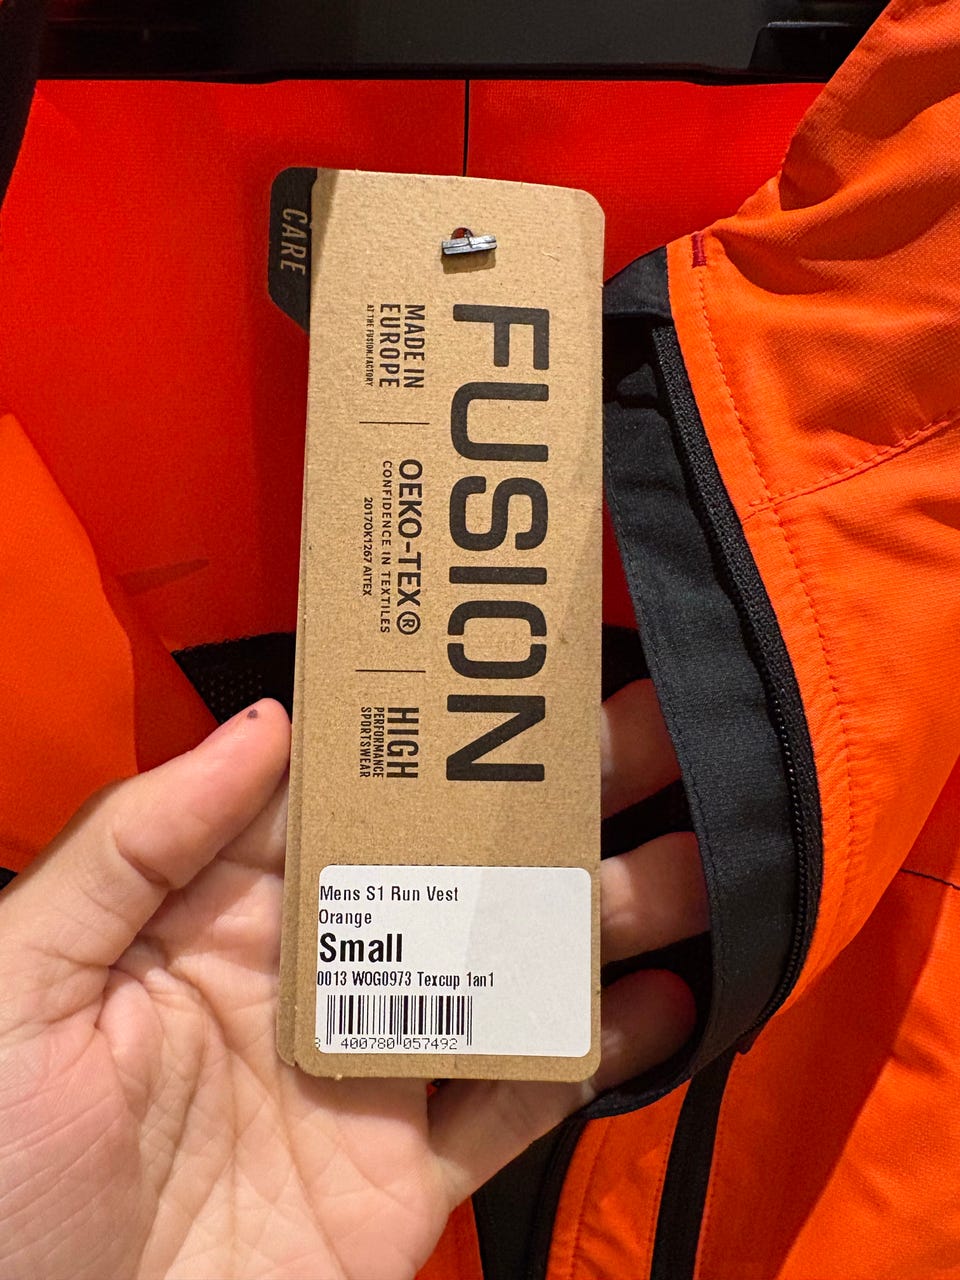 CARE
FUSION
MADE IN
EUROPE
AT THE FUSION.FACTORY
OEKO-TEX®
CONFIDENCE IN TEXTILES
2017OK1267 AITEX
HIGH
PERFORMANCE
SPORTSWEAR
Mens S1 Run Vest
Orange
Small
0013 WOG0973 Texcup 1an1
400780 057492